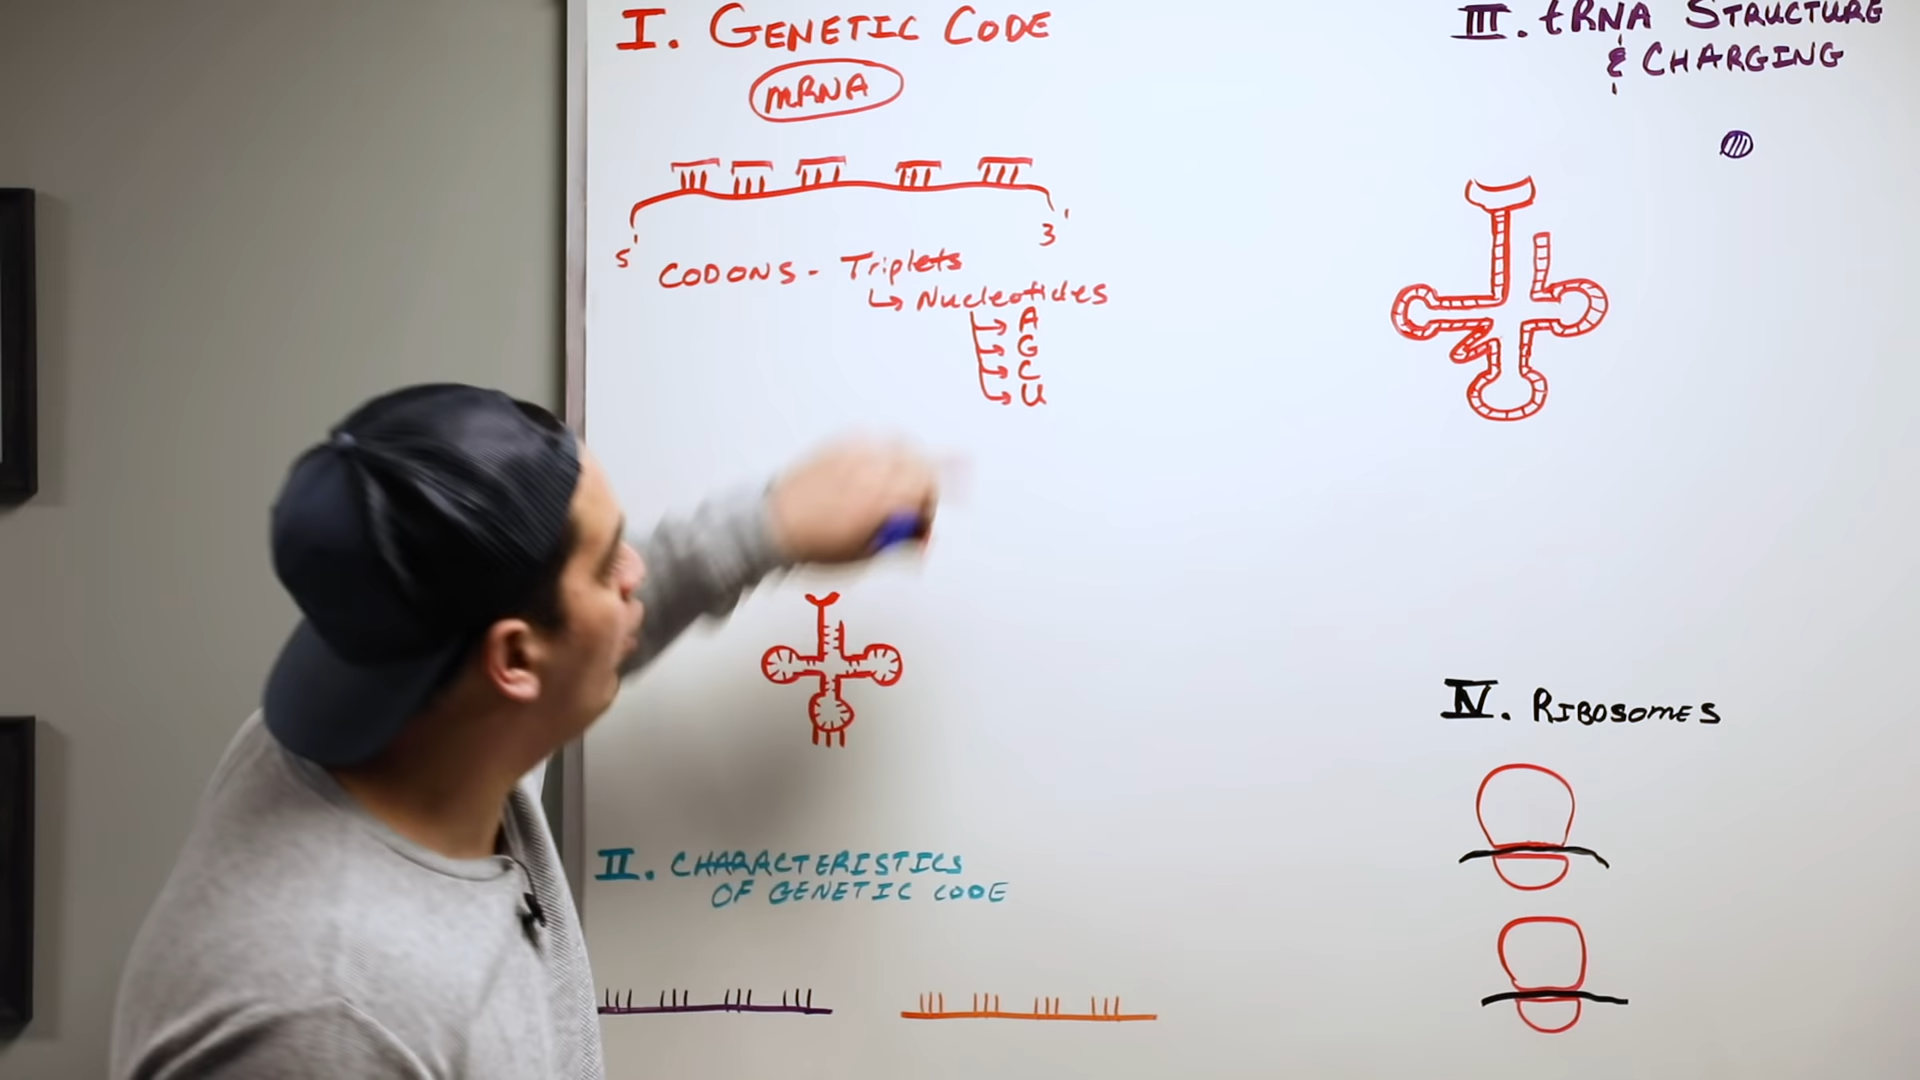 I. GENETIC CODE
mRNA
5'
3'
CODONS - Triplets
↳ Nucleotides
→ A
→ G
→ C
→ U
II. CHARACTERISTICS
OF GENETIC CODE
III. tRNA STRUCTURE
& CHARGING
IV. RIBOSOMES